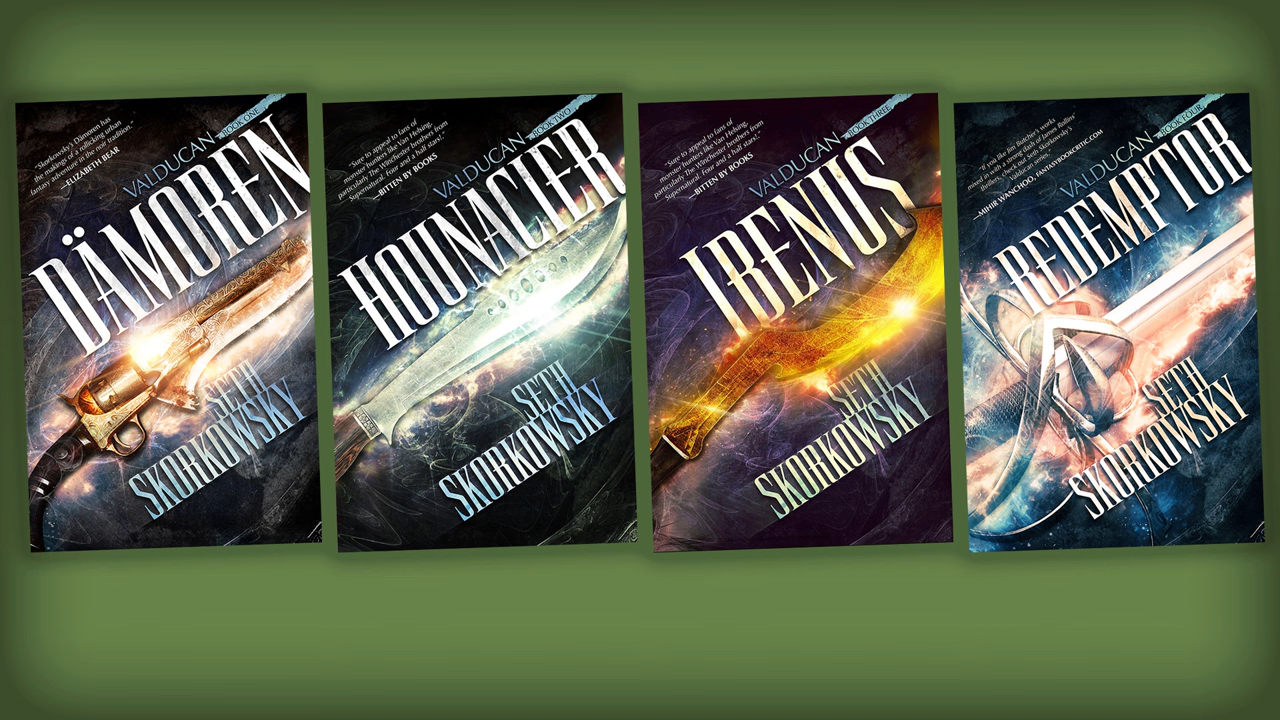 "Skorkowsky's Dämoren has
the makings of a rollicking urban
fantasy adventure in the true tradition."
—ELIZABETH BEAR
VALDUCAN BOOK ONE
DÄMOREN
SETH
SKORKOWSKY
"Sure to appeal to fans of
monster hunters like Van Helsing,
particularly The Winchester brothers from
Supernatural. Four and a half stars."
—BITTEN BY BOOKS
VALDUCAN BOOK TWO
HOUNACIER
SETH
SKORKOWSKY
"Sure to appeal to fans of
monster hunters like Van Helsing,
particularly The Winchester brothers from
Supernatural. Four and a half stars."
—BITTEN BY BOOKS
VALDUCAN BOOK THREE
IBENUS
SETH
SKORKOWSKY
"If you like Jim Butcher's works
mixed in with a strong dash of James Rollins'
thrillers, check out Seth Skorkowsky's
Valducan series."
—MIHIR WANCHOO, FANTASYBOOKCRITIC.COM
VALDUCAN BOOK FOUR
REDEMPTOR
SETH
SKORKOWSKY